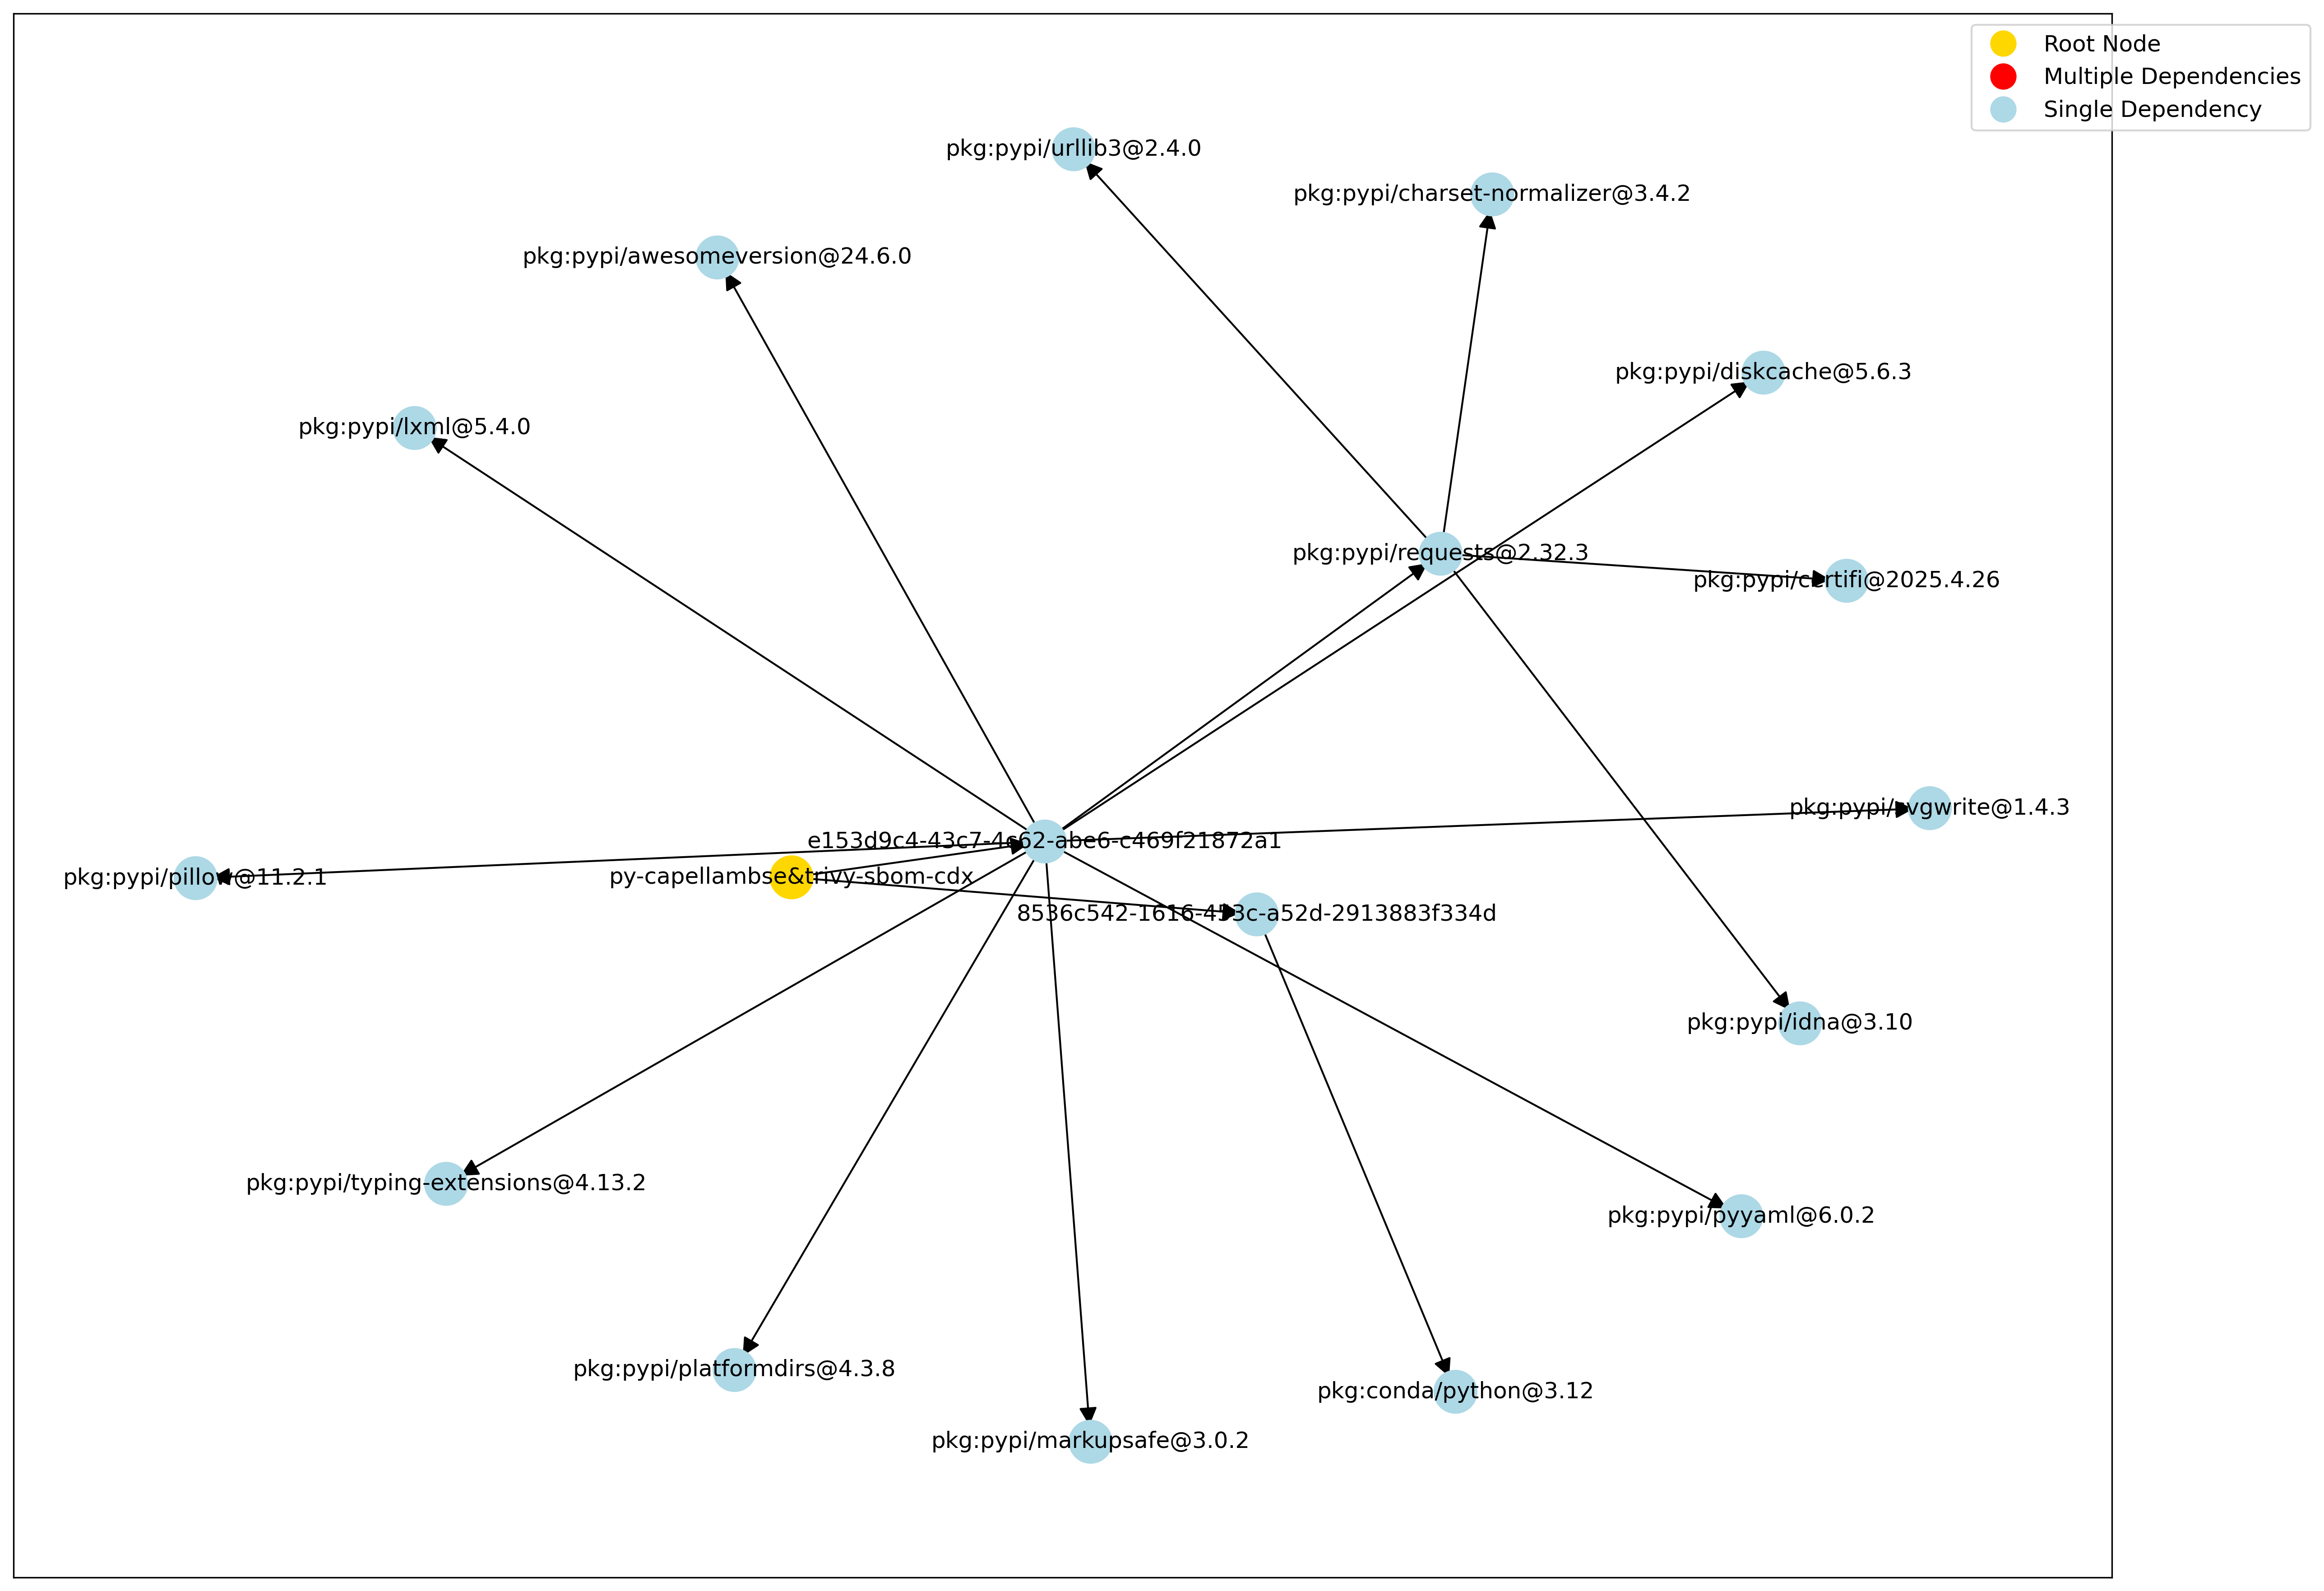 Root Node
Multiple Dependencies
Single Dependency
pkg:pypi/urllib3@2.4.0
pkg:pypi/charset-normalizer@3.4.2
pkg:pypi/awesomeversion@24.6.0
pkg:pypi/diskcache@5.6.3
pkg:pypi/lxml@5.4.0
pkg:pypi/requests@2.32.3
pkg:pypi/certifi@2025.4.26
pkg:pypi/svgwrite@1.4.3
e153d9c4-43c7-4c62-abe6-c469f21872a1
pkg:pypi/pillow@11.2.1
py-capellambse&trivy-sbom-cdx
8536c542-1616-453c-a52d-2913883f334d
pkg:pypi/idna@3.10
pkg:pypi/typing-extensions@4.13.2
pkg:pypi/pyyaml@6.0.2
pkg:pypi/platformdirs@4.3.8
pkg:conda/python@3.12
pkg:pypi/markupsafe@3.0.2